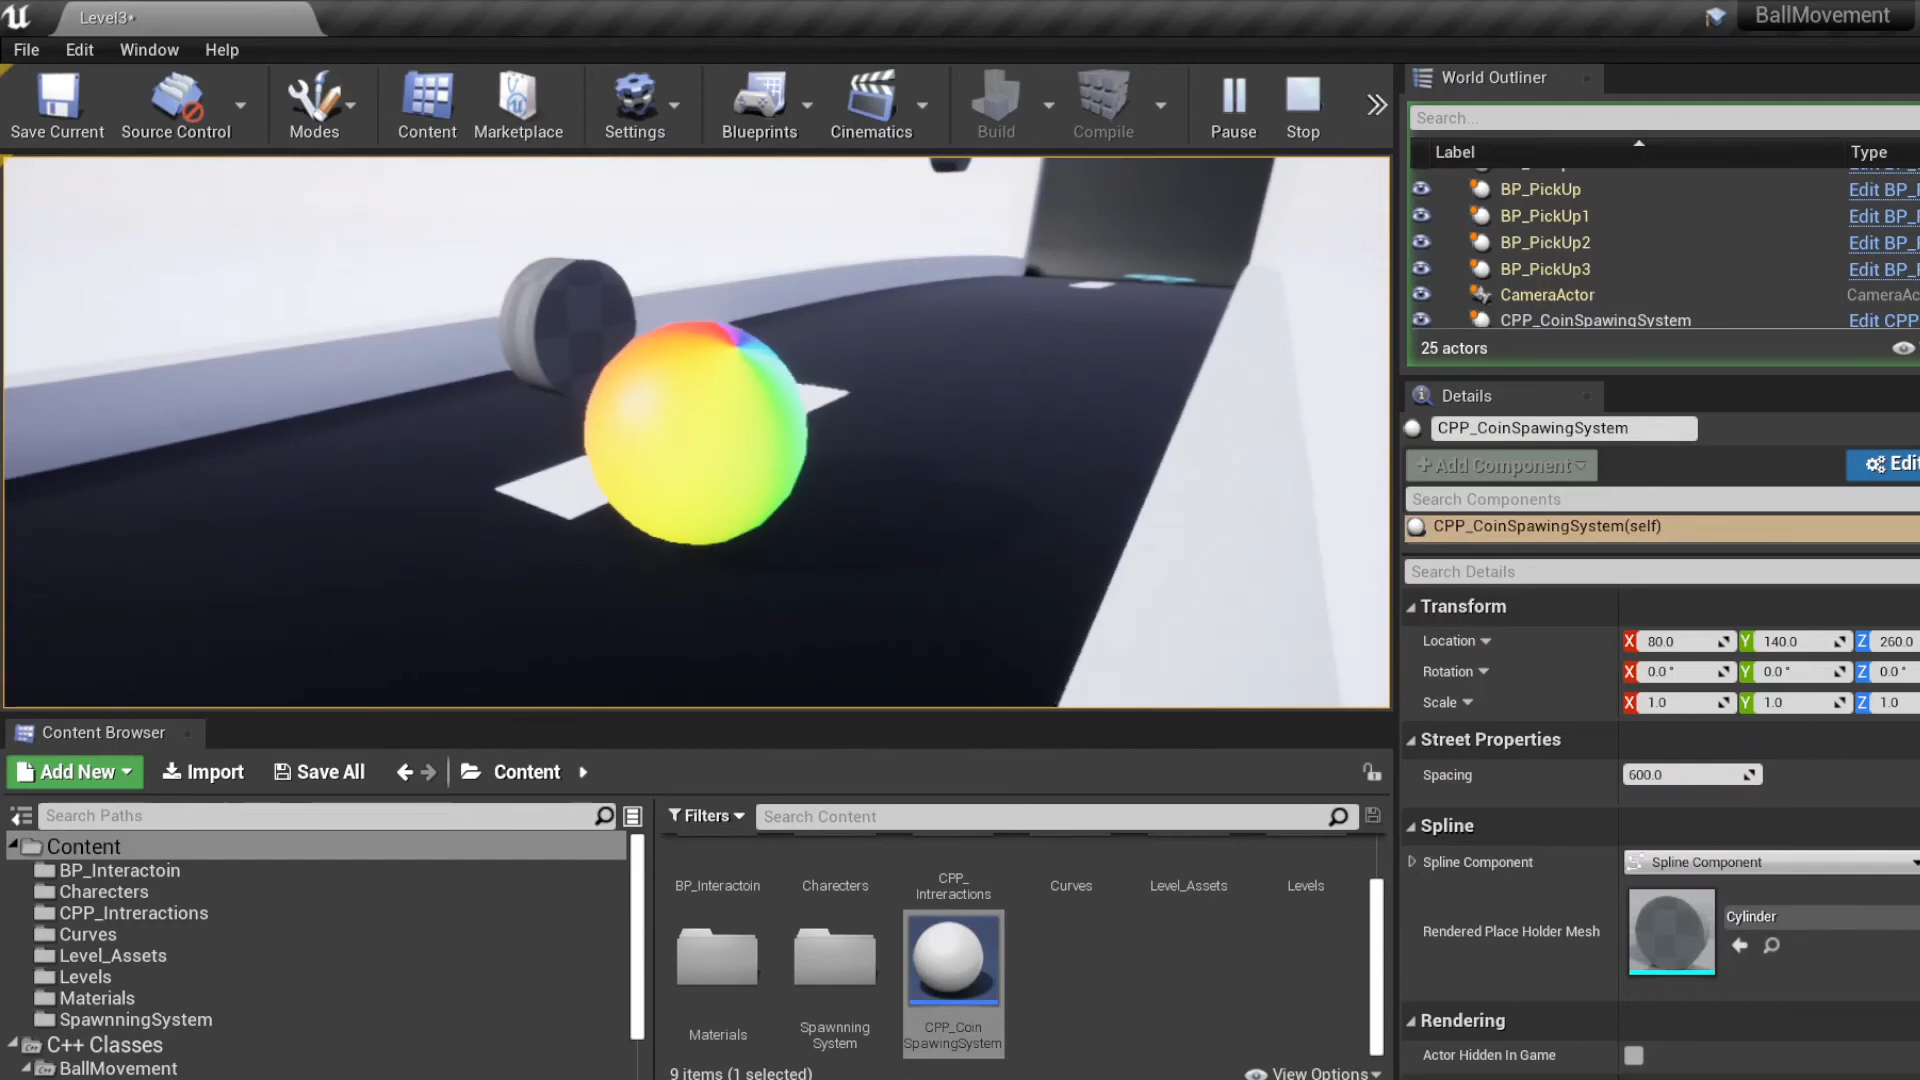 Level3*
BallMovement
File Edit Window Help
Save Current
Source Control
Modes
Content
Marketplace
Settings
Blueprints
Cinematics
Build
Compile
Pause
Stop
World Outliner
Search...
Label Type
BP_PickUp Edit BP_P
BP_PickUp1 Edit BP_P
BP_PickUp2 Edit BP_P
BP_PickUp3 Edit BP_P
CameraActor CameraAc
CPP_CoinSpawingSystem Edit CPP
25 actors
Details
CPP_CoinSpawingSystem
+ Add Component
Edit
Search Components
CPP_CoinSpawingSystem(self)
Search Details
Transform
Location X 80.0 Y 140.0 Z 260.0
Rotation X 0.0° Y 0.0° Z 0.0°
Scale X 1.0 Y 1.0 Z 1.0
Street Properties
Spacing 600.0
Spline
Spline Component Spline Component
Rendered Place Holder Mesh
Cylinder
Rendering
Actor Hidden In Game
Content Browser
Add New Import Save All Content
Search Paths
Filters
Search Content
Content
BP_Interactoin
Charecters
CPP_Intreractions
Curves
Level_Assets
Levels
Materials
SpawnningSystem
C++ Classes
BallMovement
BP_Interactoin
Charecters
CPP_
Intreractions
Curves
Level_Assets
Levels
Materials
Spawnning
System
CPP_Coin
SpawingSystem
9 items (1 selected)
View Options